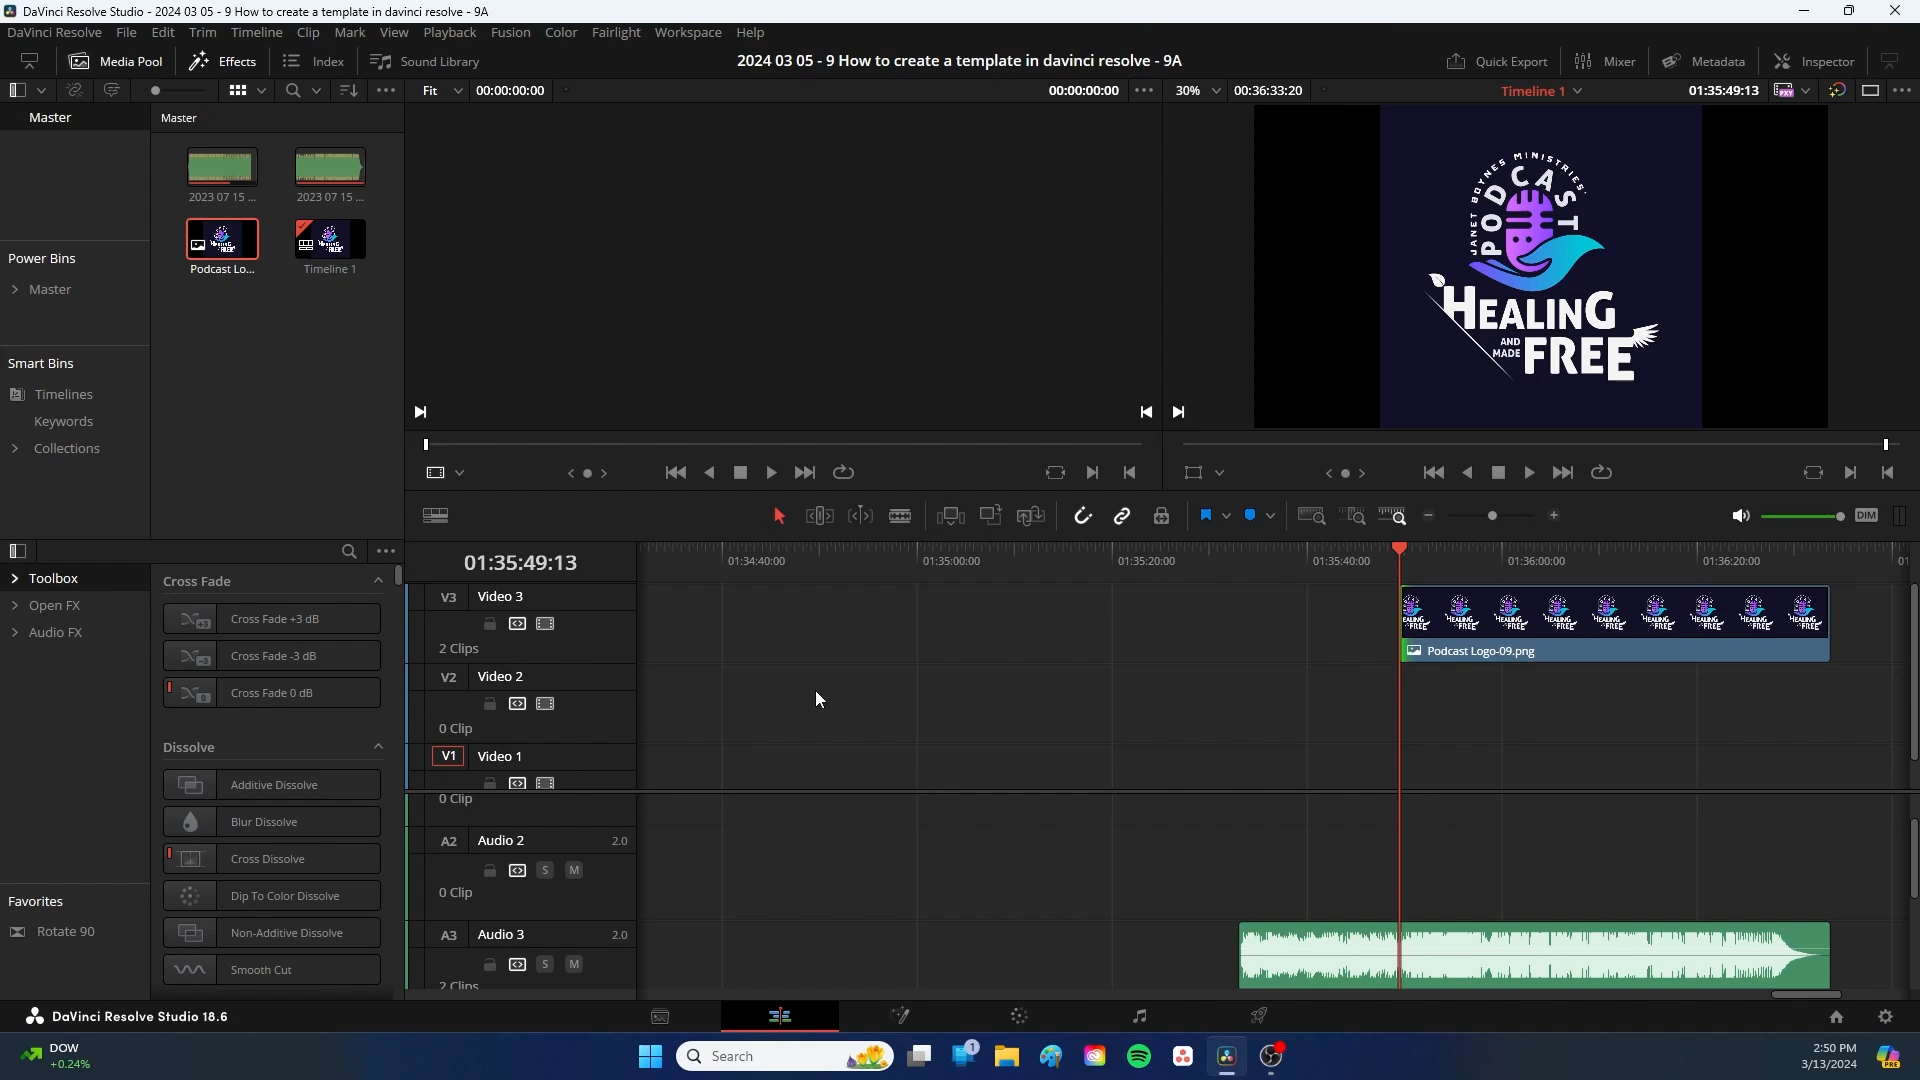 DaVinci Resolve Studio - 2024 03 05 - 9 How to create a template in davinci resolve - 9A
DaVinci Resolve File Edit Trim Timeline Clip Mark View Playback Fusion Color Fairlight Workspace Help
Media Pool Effects Index Sound Library 2024 03 05 - 9 How to create a template in davinci resolve - 9A Quick Export Mixer Metadata Inspector
Fit 00:00:00:00 00:00:00:00 30% 00:36:33:20 Timeline 1 01:35:49:13 PXY
Master
Power Bins
Master
Smart Bins
Timelines
Keywords
Collections
Master
2023 07 15 ... 2023 07 15 ...
Podcast Lo... Timeline 1
JANET BOYNES MINISTRIES'
PODCAST
HEALING
AND MADE
FREE
DIM
Toolbox
Open FX
Audio FX
Favorites
Rotate 90
Cross Fade
+3 Cross Fade +3 dB
-3 Cross Fade -3 dB
0 Cross Fade 0 dB
Dissolve
Additive Dissolve
Blur Dissolve
Cross Dissolve
Dip To Color Dissolve
Non-Additive Dissolve
Smooth Cut
01:35:49:13
01:34:40:00 01:35:00:00 01:35:20:00 01:35:40:00 01:36:00:00 01:36:20:00
V3 Video 3
2 Clips
Podcast Logo-09.png
V2 Video 2
0 Clip
V1 Video 1
0 Clip
A2 Audio 2 2.0
S M
0 Clip
A3 Audio 3 2.0
S M
2 Clips
DaVinci Resolve Studio 18.6
DOW
+0.24%
Search
1
2:50 PM
3/13/2024
PRE